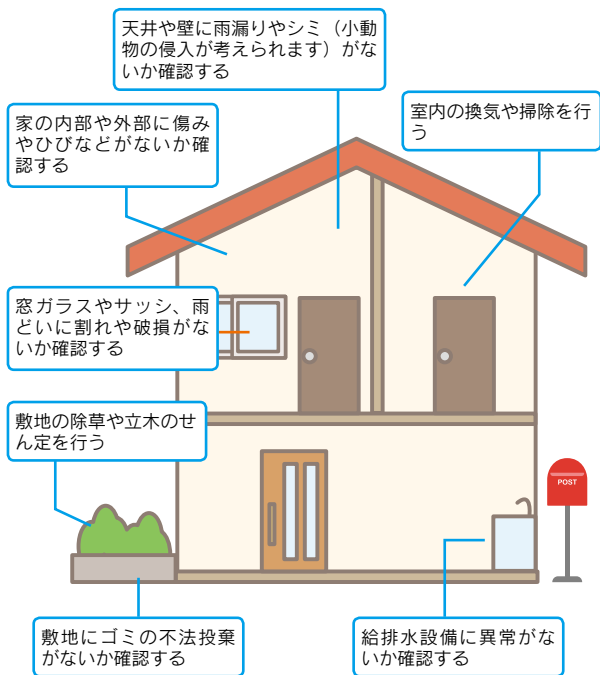 天井や壁に雨漏りやシミ（小動
物の侵入が考えられます）がな
いか確認する
家の内部や外部に傷み
やひびなどがないか確
認する
室内の換気や掃除を行
う
窓ガラスやサッシ、雨
どいに割れや破損がな
いか確認する
敷地の除草や立木のせ
ん定を行う
POST
敷地にゴミの不法投棄
がないか確認する
給排水設備に異常がな
いか確認する